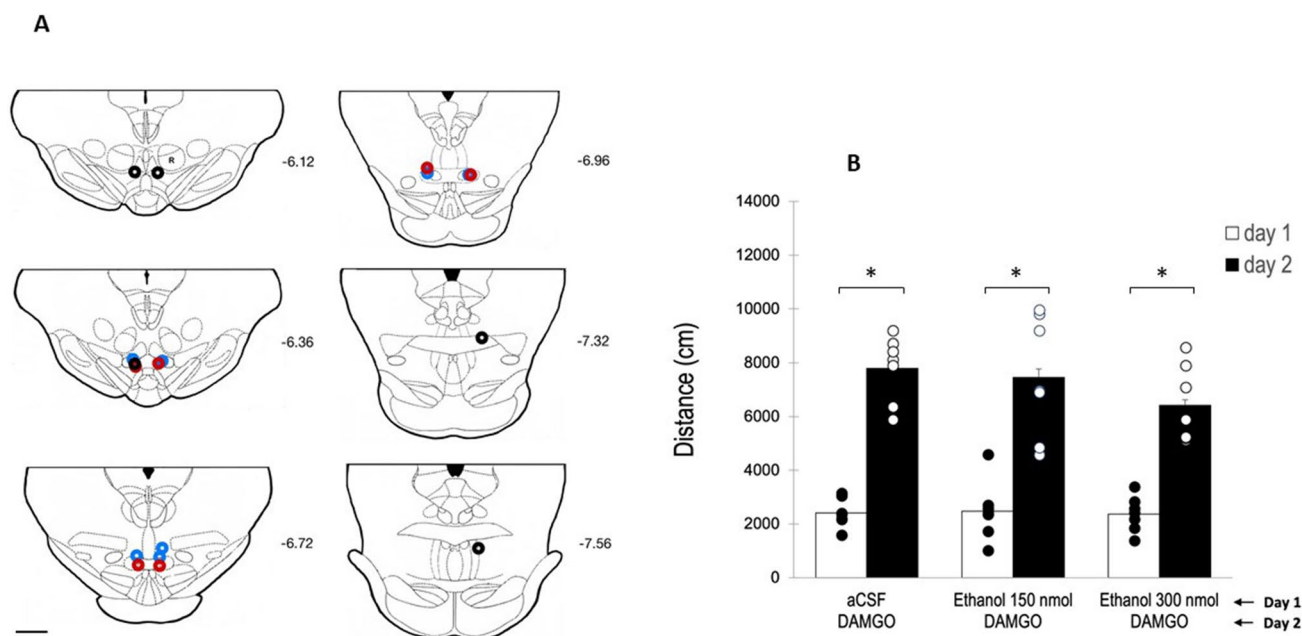 A
R
-6.12
-6.96
-6.36
-7.32
-6.72
-7.56
B
14000
12000
10000
8000
6000
4000
2000
0
Distance (cm)
day 1
day 2
*
*
*
aCSF
DAMGO
Ethanol 150 nmol
DAMGO
Ethanol 300 nmol
DAMGO
← Day 1
← Day 2